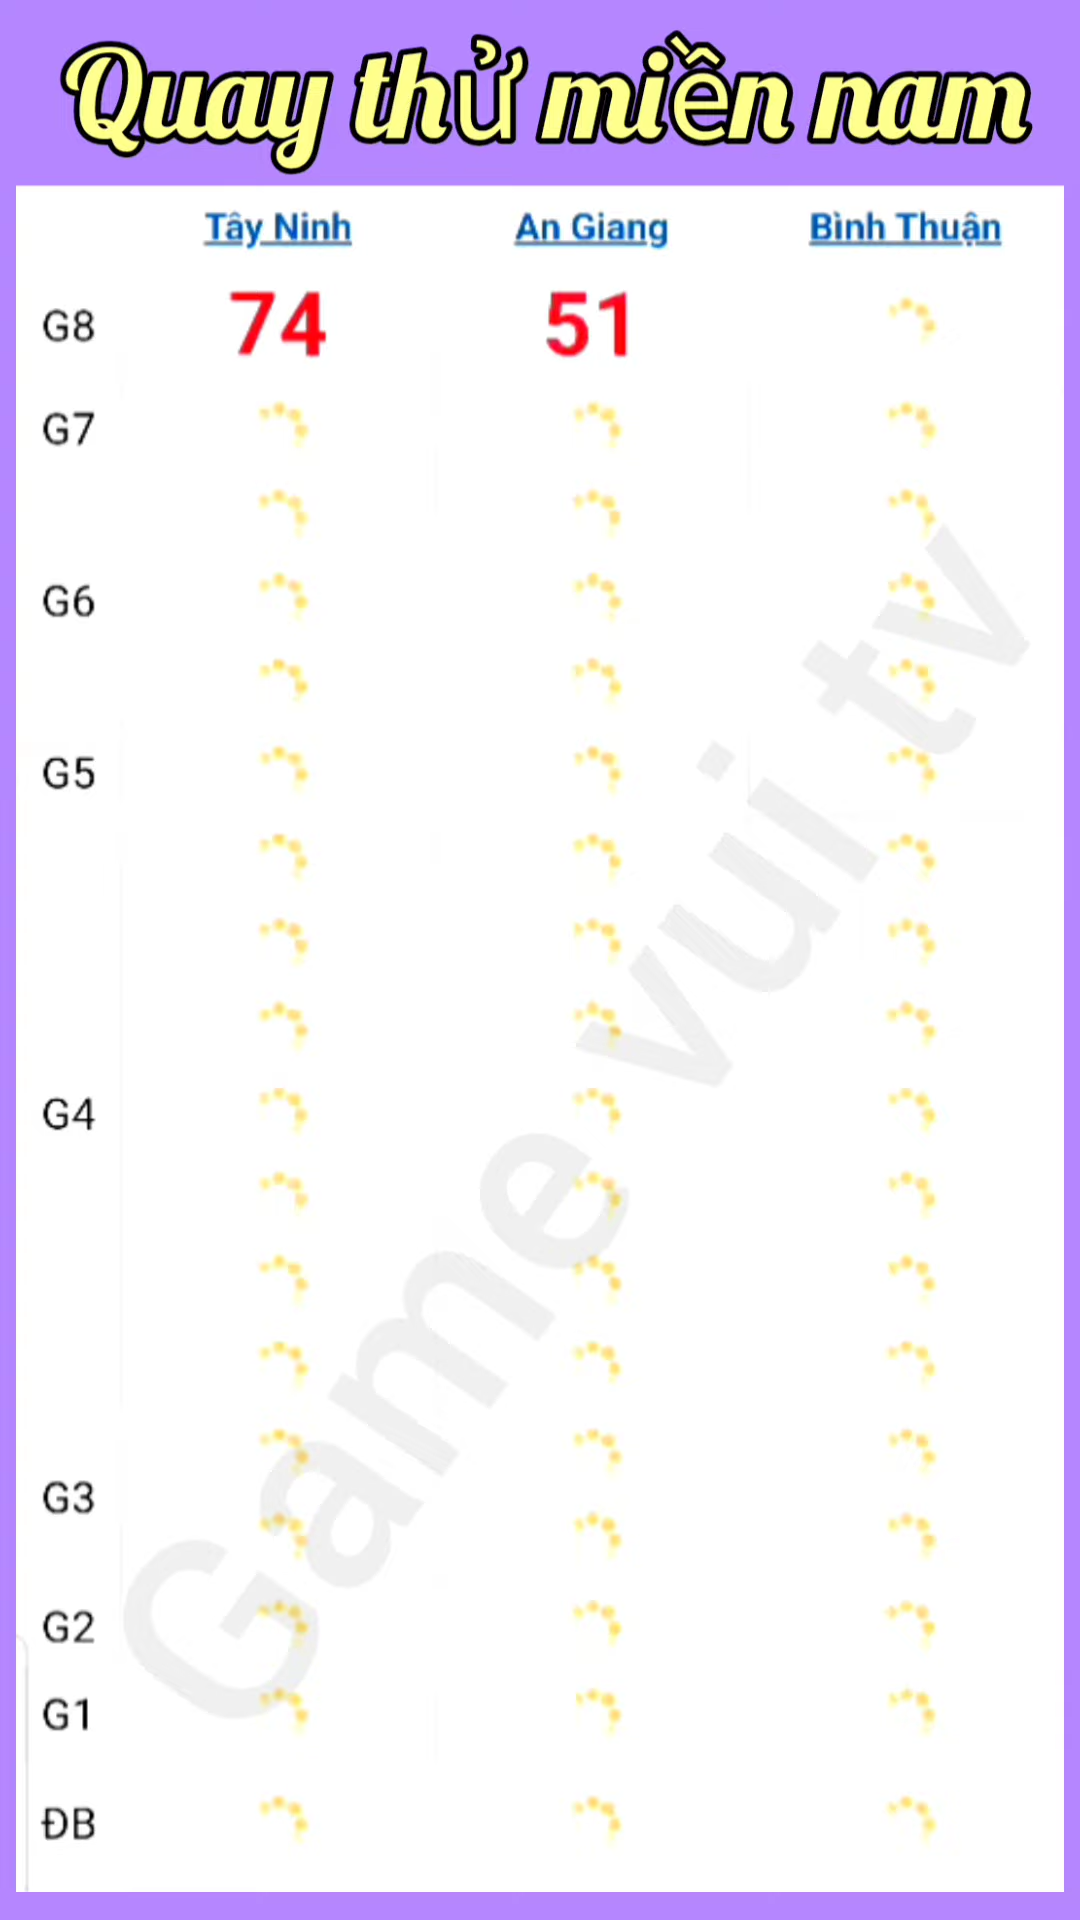 Quay thử miền nam
Tây Ninh An Giang Bình Thuận
G8 74 51
G7
G6
G5
G4
G3
G2
G1
ĐB
Game vui tv